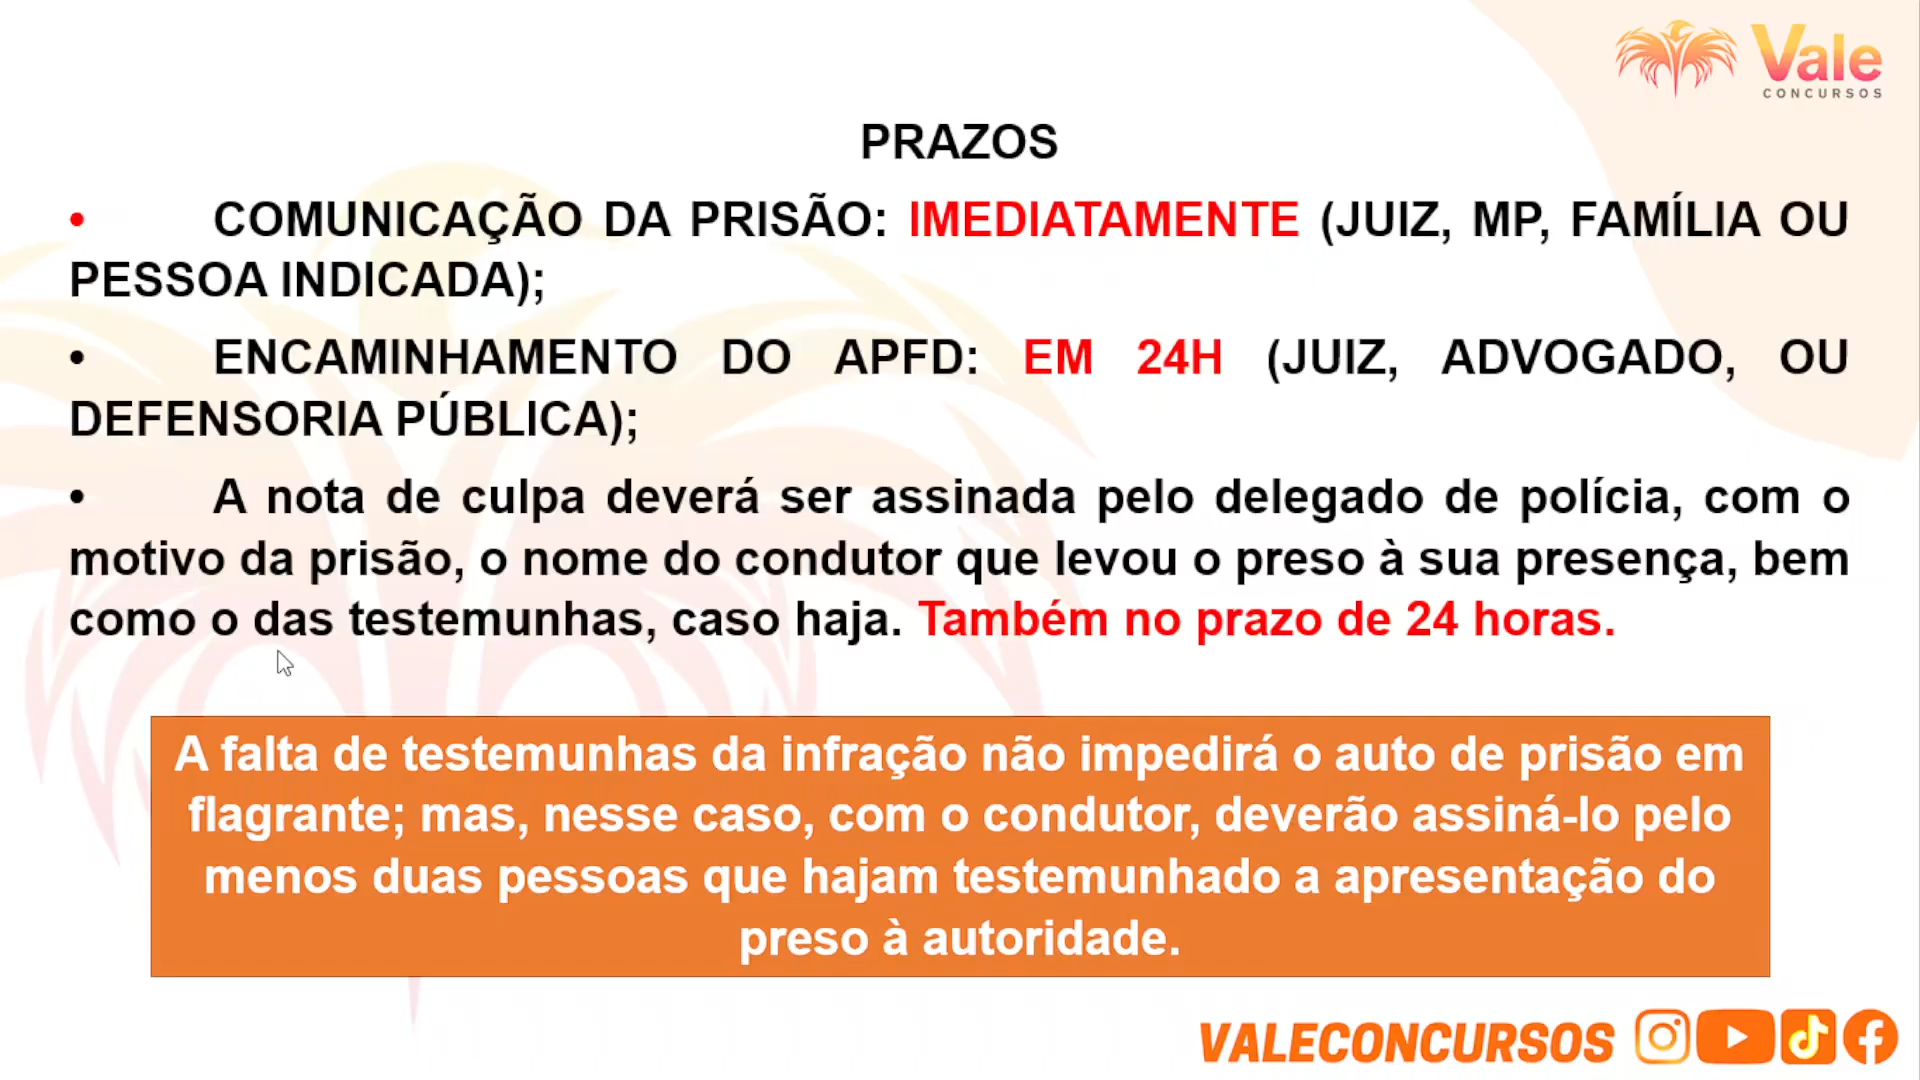 Vale
CONCURSOS
PRAZOS
• COMUNICAÇÃO DA PRISÃO: IMEDIATAMENTE (JUIZ, MP, FAMÍLIA OU
PESSOA INDICADA);
• ENCAMINHAMENTO DO APFD: EM 24H (JUIZ, ADVOGADO, OU
DEFENSORIA PÚBLICA);
• A nota de culpa deverá ser assinada pelo delegado de polícia, com o
motivo da prisão, o nome do condutor que levou o preso à sua presença, bem
como o das testemunhas, caso haja. Também no prazo de 24 horas.
A falta de testemunhas da infração não impedirá o auto de prisão em
flagrante; mas, nesse caso, com o condutor, deverão assiná-lo pelo
menos duas pessoas que hajam testemunhado a apresentação do
preso à autoridade.
VALECONCURSOS